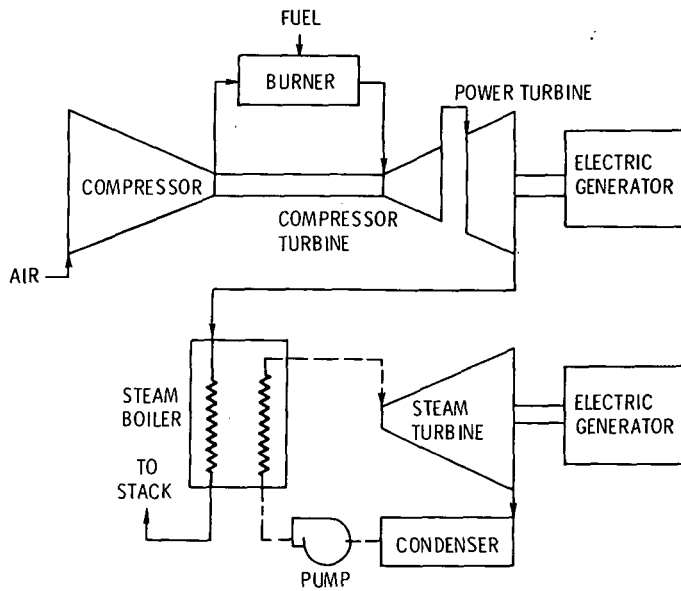 FUEL
BURNER
POWER TURBINE
COMPRESSOR
COMPRESSOR
TURBINE
ELECTRIC
GENERATOR
AIR
STEAM
BOILER
STEAM
TURBINE
ELECTRIC
GENERATOR
TO
STACK
PUMP
CONDENSER